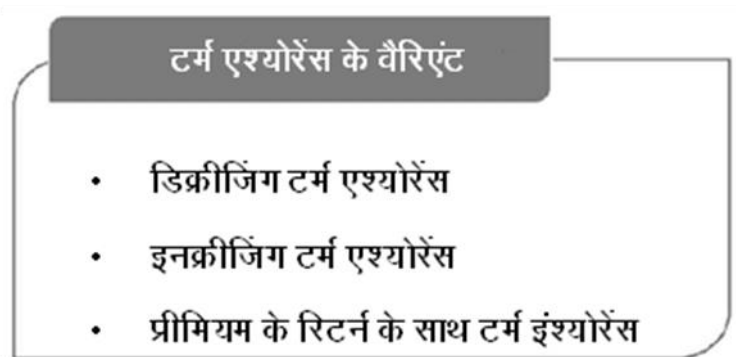 टर्म एश्योरेंस के वैरिएंट
• डिक्रीजिंग टर्म एश्योरेंस
• इनक्रीजिंग टर्म एश्योरेंस
• प्रीमियम के रिटर्न के साथ टर्म इंश्योरेंस